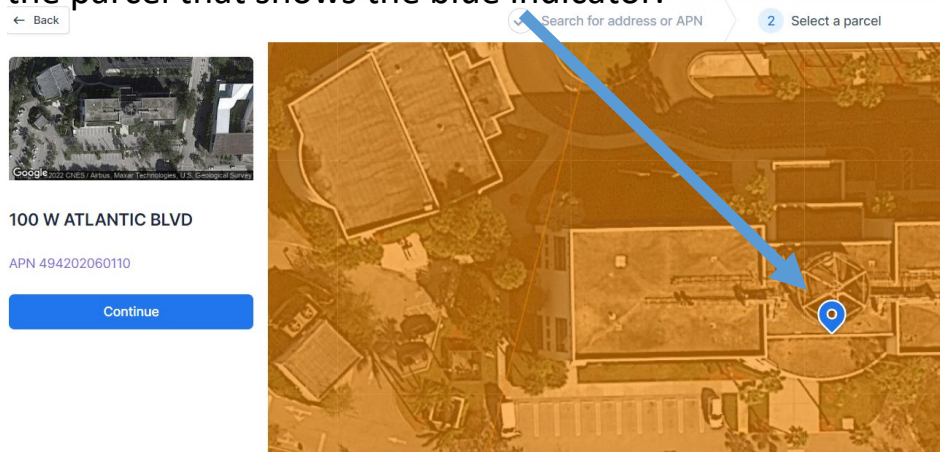 the parcel that shows the blue indicator.
← Back
Search for address or APN
2 Select a parcel
Google 2022 CNES / Airbus, Maxar Technologies, U.S. Geological Survey
100 W ATLANTIC BLVD
APN 494202060110
Continue